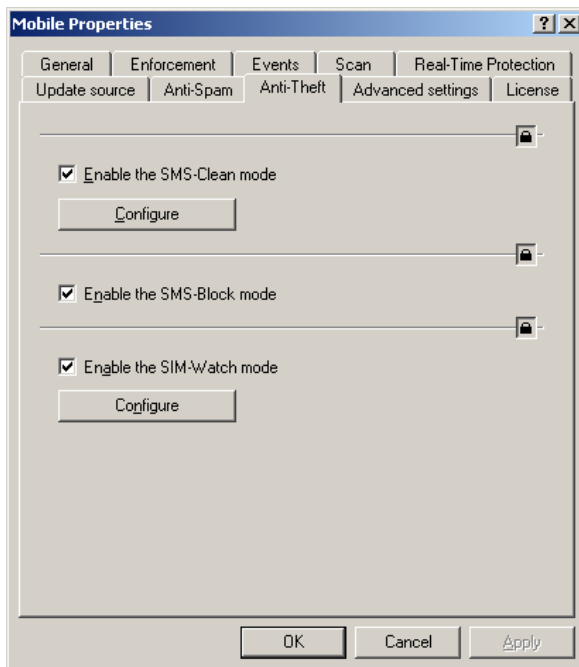 Mobile Properties
General Enforcement Events Scan Real-Time Protection
Update source Anti-Spam Anti-Theft Advanced settings License
Enable the SMS-Clean mode
Configure
Enable the SMS-Block mode
Enable the SIM-Watch mode
Configure
OK Cancel Apply